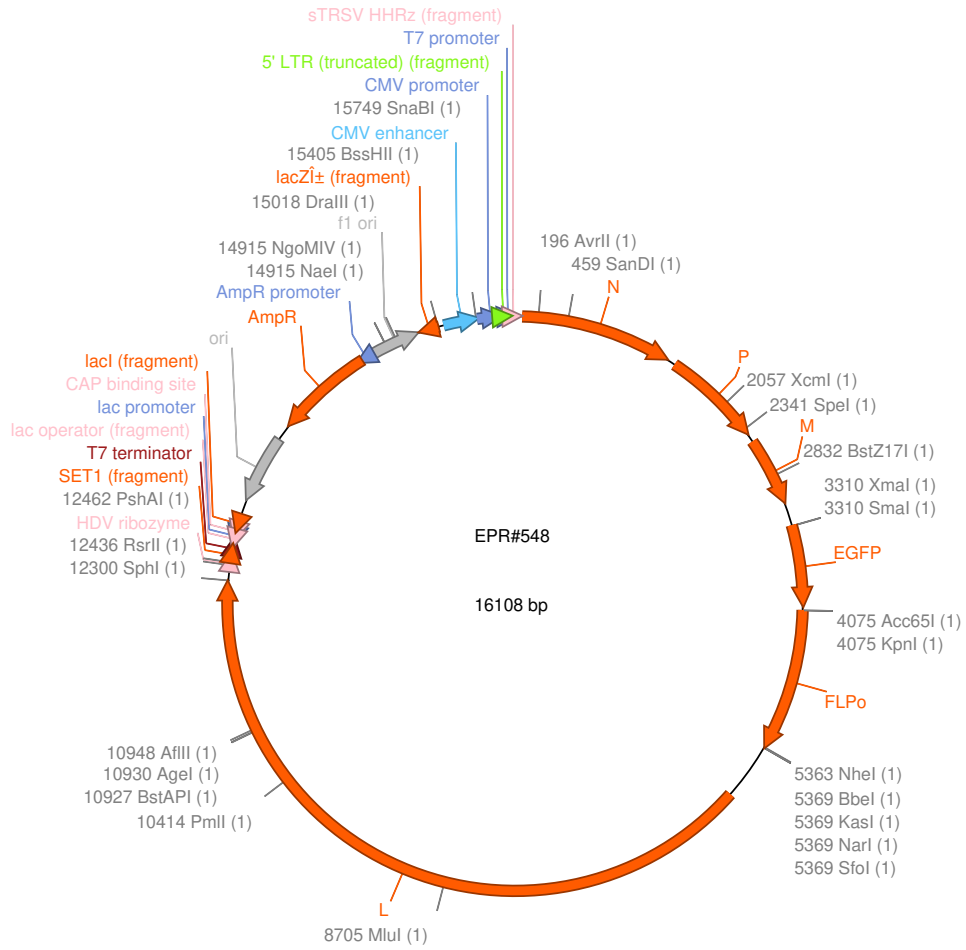 sTRSV HHRz (fragment)
T7 promoter
5' LTR (truncated) (fragment)
CMV promoter
15749 SnaBI (1)
CMV enhancer
15405 BssHII (1)
lacZÎ± (fragment)
15018 DraIII (1)
f1 ori
14915 NgoMIV (1)
14915 NaeI (1)
AmpR promoter
AmpR
ori
lacI (fragment)
CAP binding site
lac promoter
lac operator (fragment)
T7 terminator
SET1 (fragment)
12462 PshAI (1)
HDV ribozyme
12436 RsrII (1)
12300 SphI (1)
196 AvrII (1)
459 SanDI (1)
N
P
2057 XcmI (1)
2341 SpeI (1)
M
2832 BstZ17I (1)
3310 XmaI (1)
3310 SmaI (1)
EGFP
4075 Acc65I (1)
4075 KpnI (1)
FLPo
5363 NheI (1)
5369 BbeI (1)
5369 KasI (1)
5369 NarI (1)
5369 SfoI (1)
EPR#548
16108 bp
10948 AflII (1)
10930 AgeI (1)
10927 BstAPI (1)
10414 PmlI (1)
L
8705 MluI (1)